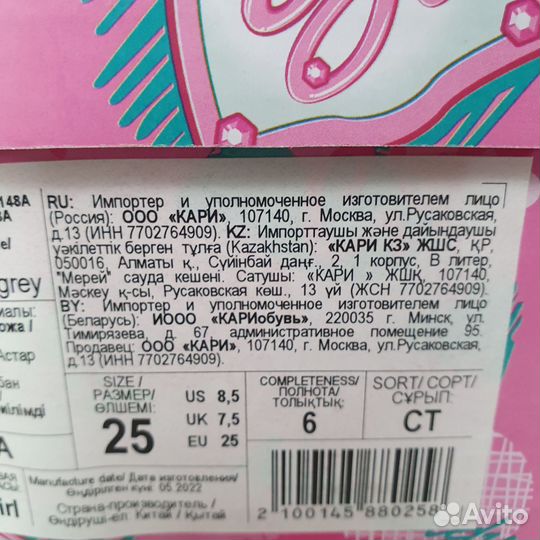 148A
RU: Импортер и уполномоченное изготовителем лицо
(Россия): ООО «КАРИ», 107140, г. Москва, ул.Русаковская,
д.13 (ИНН 7702764909). KZ: Импорттаушы және дайындаушы
уәкілеттік берген тұлға (Kazakhstan): «КАРИ КЗ» ЖШС, ҚР,
050016, Алматы қ., Сүйінбай даңғ., 2, 1 корпус, В литер,
"Мерей" сауда кешені. Сатушы: «КАРИ » ЖШҚ, 107140,
Мәскеу қ-сы, Русаковская көш., 13 үй (ЖСН 7702764909).
BY: Импортер и уполномоченное изготовителем лицо
(Беларусь): ИООО «КАРИобувь», 220035 г. Минск, ул.
Тимирязева, д. 67, административное помещение 95.
Продавец: ООО «КАРИ», 107140, г. Москва, ул.Русаковская,
д.13 (ИНН 7702764909).
grey
Астар
SIZE /
РАЗМЕР/
ӨЛШЕМІ:
25
US 8,5
UK 7,5
EU 25
COMPLETENESS/
ПОЛНОТА/
ТОЛЫҚТЫҚ:
6
SORT/ СОРТ/
СҰРЫП:
СТ
Manufacture date/ Дата изготовления/
Өндірілген күні: 05.2022
Страна-производитель /
Өндіруші-ел: Китай / Қытай
2 100145 880258
Avito